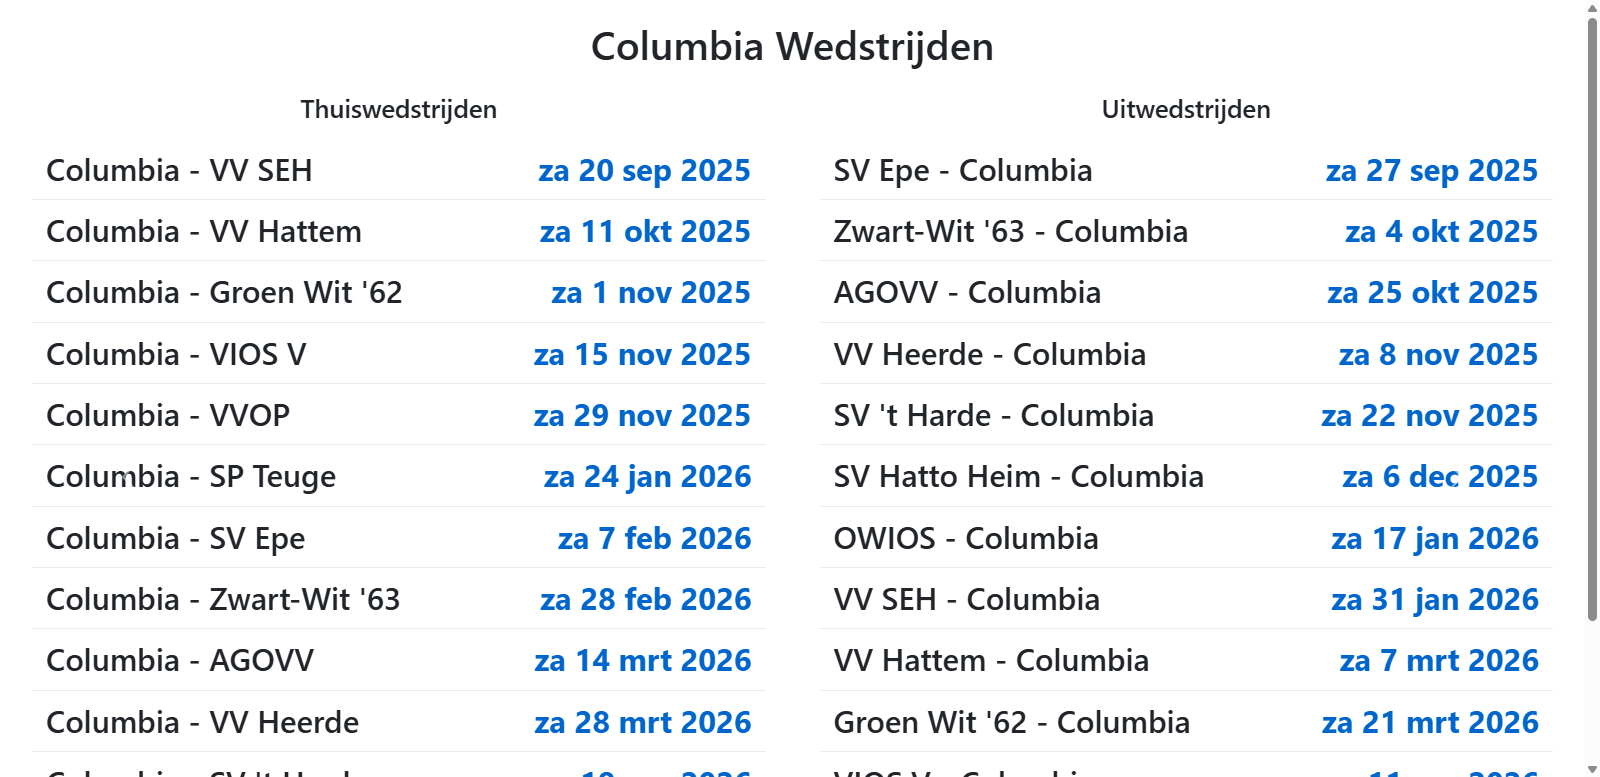 Columbia Wedstrijden
Thuiswedstrijden
Columbia - VV SEH za 20 sep 2025
Columbia - VV Hattem za 11 okt 2025
Columbia - Groen Wit '62 za 1 nov 2025
Columbia - VIOS V za 15 nov 2025
Columbia - VVOP za 29 nov 2025
Columbia - SP Teuge za 24 jan 2026
Columbia - SV Epe za 7 feb 2026
Columbia - Zwart-Wit '63 za 28 feb 2026
Columbia - AGOVV za 14 mrt 2026
Columbia - VV Heerde za 28 mrt 2026
Uitwedstrijden
SV Epe - Columbia za 27 sep 2025
Zwart-Wit '63 - Columbia za 4 okt 2025
AGOVV - Columbia za 25 okt 2025
VV Heerde - Columbia za 8 nov 2025
SV 't Harde - Columbia za 22 nov 2025
SV Hatto Heim - Columbia za 6 dec 2025
OWIOS - Columbia za 17 jan 2026
VV SEH - Columbia za 31 jan 2026
VV Hattem - Columbia za 7 mrt 2026
Groen Wit '62 - Columbia za 21 mrt 2026